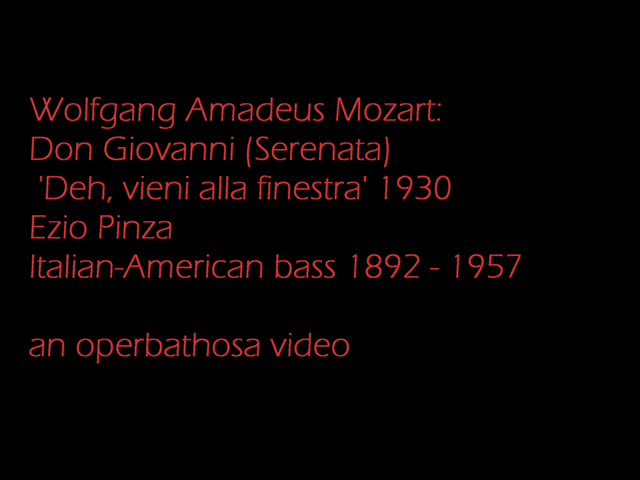 Wolfgang Amadeus Mozart:
Don Giovanni (Serenata)
'Deh, vieni alla finestra' 1930
Ezio Pinza
Italian-American bass 1892 - 1957
an operbathosa video